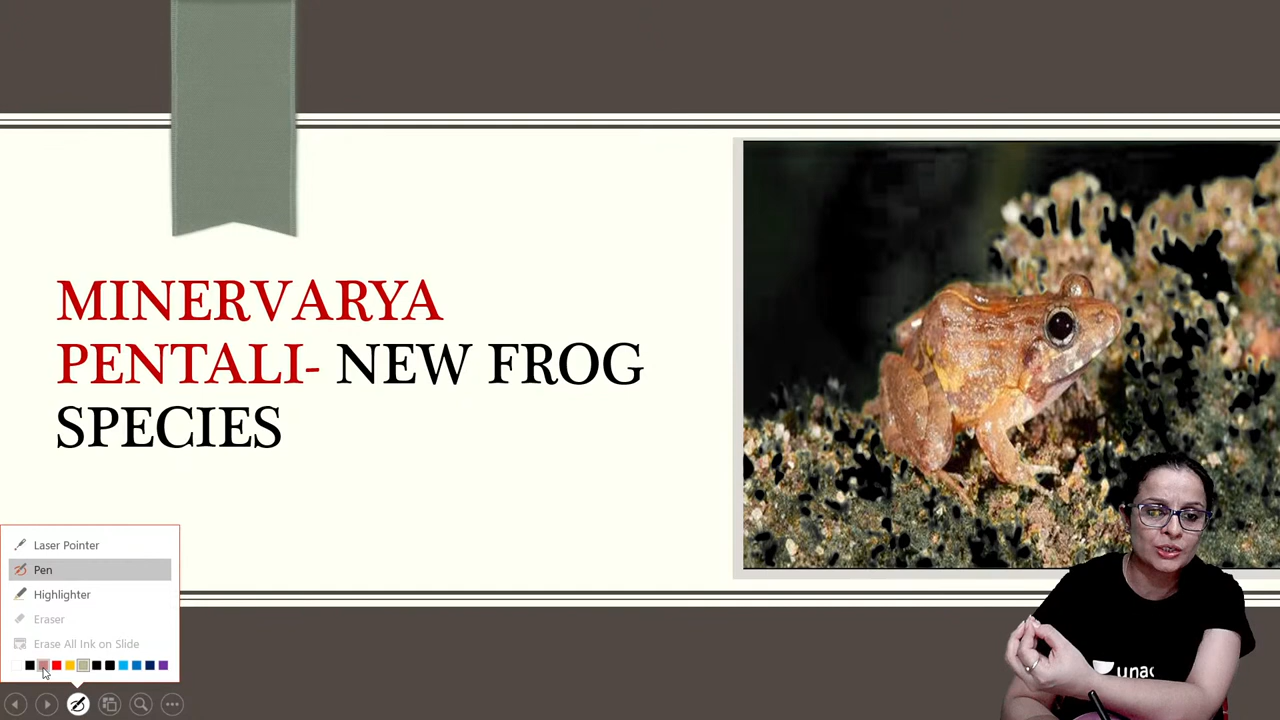 MINERVARYA
PENTALI- NEW FROG
SPECIES
Laser Pointer
Pen
Highlighter
Eraser
Erase All Ink on Slide